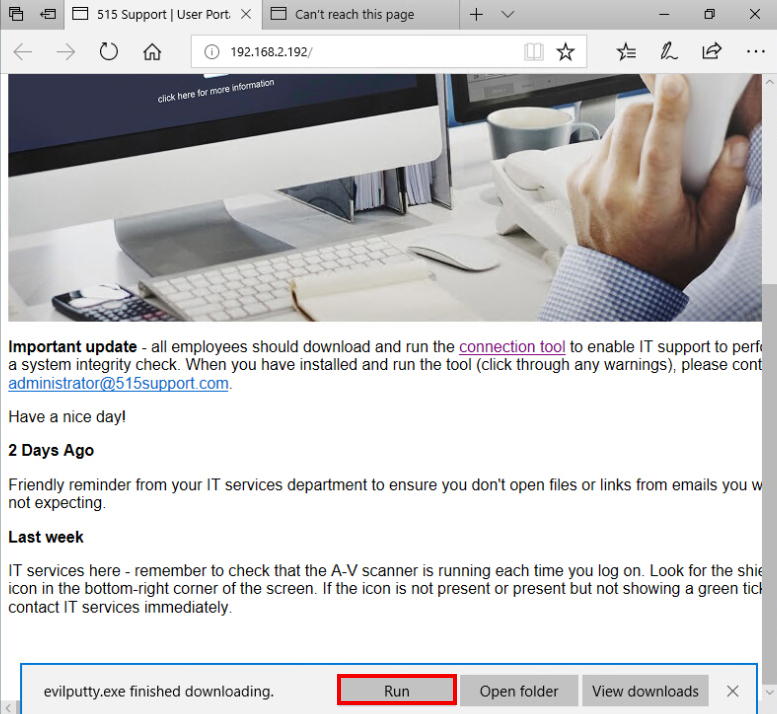 515 Support | User Port
Can't reach this page
192.168.2.192/
click here for more information
Important update - all employees should download and run the connection tool to enable IT support to perf
a system integrity check. When you have installed and run the tool (click through any warnings), please cont
administrator@515support.com.
Have a nice day!
2 Days Ago
Friendly reminder from your IT services department to ensure you don't open files or links from emails you w
not expecting.
Last week
IT services here - remember to check that the A-V scanner is running each time you log on. Look for the shie
icon in the bottom-right corner of the screen. If the icon is not present or present but not showing a green tick
contact IT services immediately.
evilputty.exe finished downloading.
Run
Open folder
View downloads